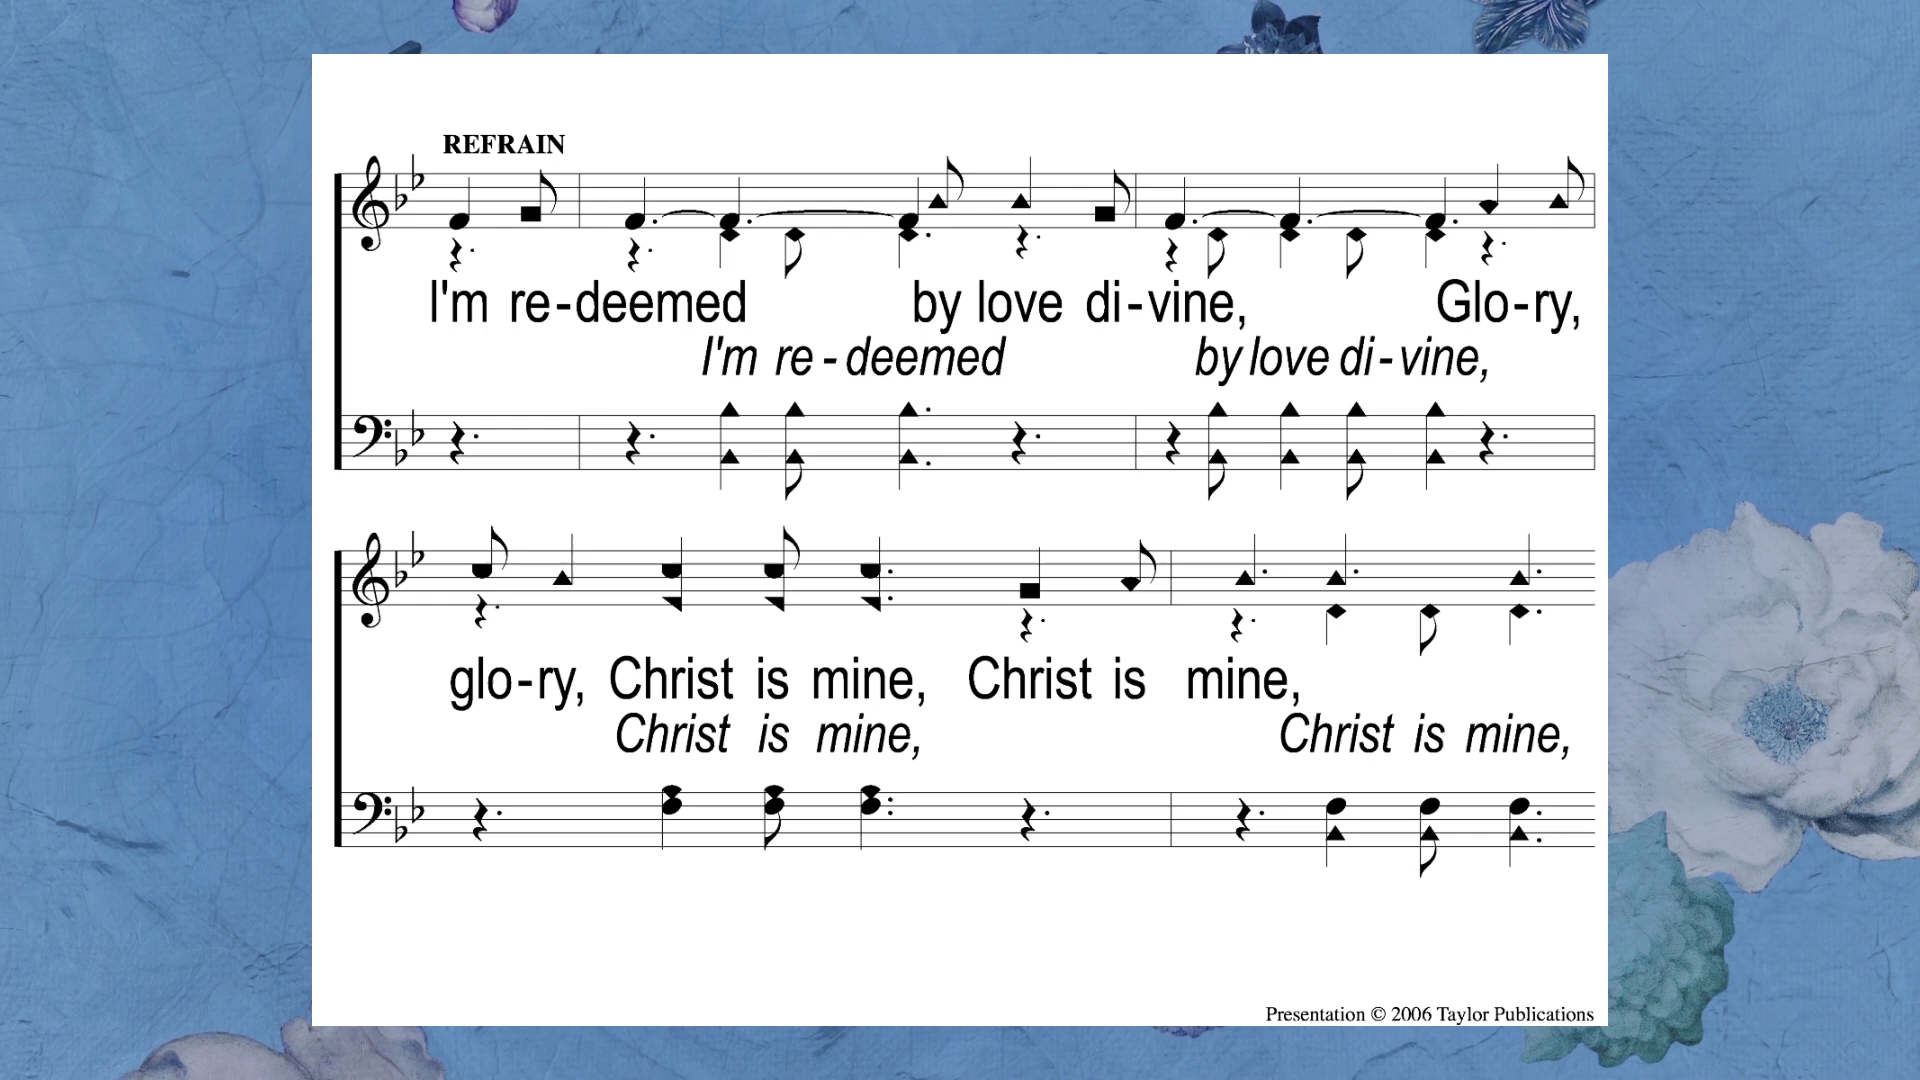 REFRAIN
I'm re-deemed by love di-vine, Glo-ry,
I'm re-deemed by love di-vine,
glo-ry, Christ is mine, Christ is mine,
Christ is mine, Christ is mine,
Presentation © 2006 Taylor Publications